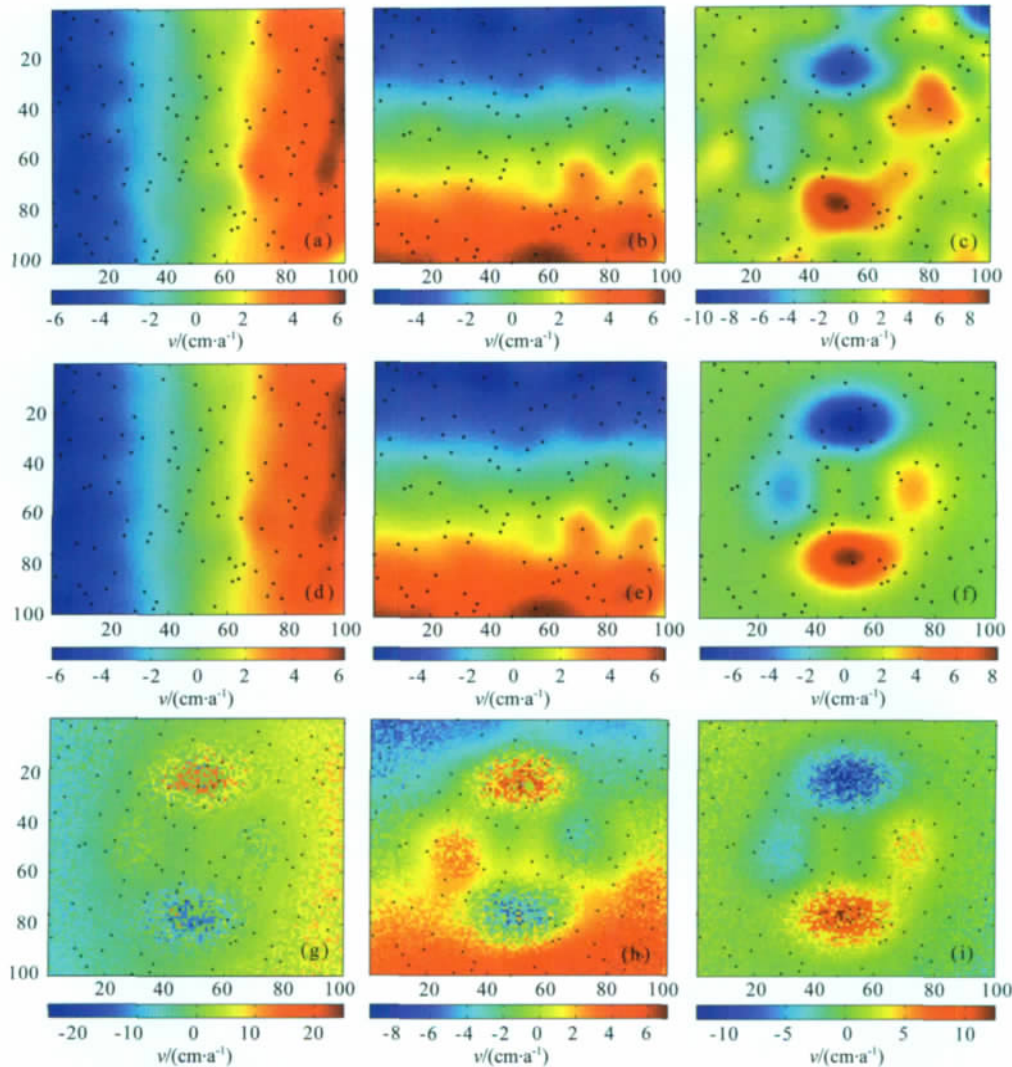 20
40
60
80
100
(a)
(b)
(c)
20 40 60 80 100
20 40 60 80 100
20 40 60 80 100
-6 -4 -2 0 2 4 6
-4 -2 0 2 4 6
-10 -8 -6 -4 -2 0 2 4 6 8
v/(cm·a⁻¹)
v/(cm·a⁻¹)
v/(cm·a⁻¹)
20
40
60
80
100
(d)
(e)
(f)
20 40 60 80 100
20 40 60 80 100
20 40 60 80 100
-6 -4 -2 0 2 4 6
-4 -2 0 2 4 6
-6 -4 -2 0 2 4 6 8
v/(cm·a⁻¹)
v/(cm·a⁻¹)
v/(cm·a⁻¹)
20
40
60
80
100
(g)
(h)
(i)
20 40 60 80 100
20 40 60 80 100
20 40 60 80 100
-20 -10 0 10 20
-8 -6 -4 -2 0 2 4 6
-10 -5 0 5 10
v/(cm·a⁻¹)
v/(cm·a⁻¹)
v/(cm·a⁻¹)